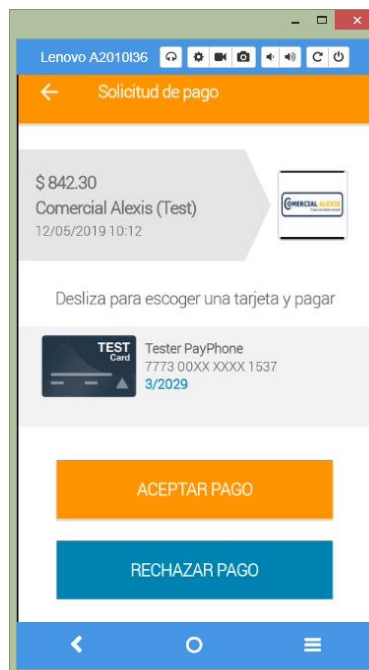 Lenovo A2010I36
Solicitud de pago
$ 842.30
Comercial Alexis (Test)
12/05/2019 10:12
COMERCIAL ALEXIS
Desliza para escoger una tarjeta y pagar
TEST
Card
Tester PayPhone
7773 00XX XXXX 1537
3/2029
ACEPTAR PAGO
RECHAZAR PAGO